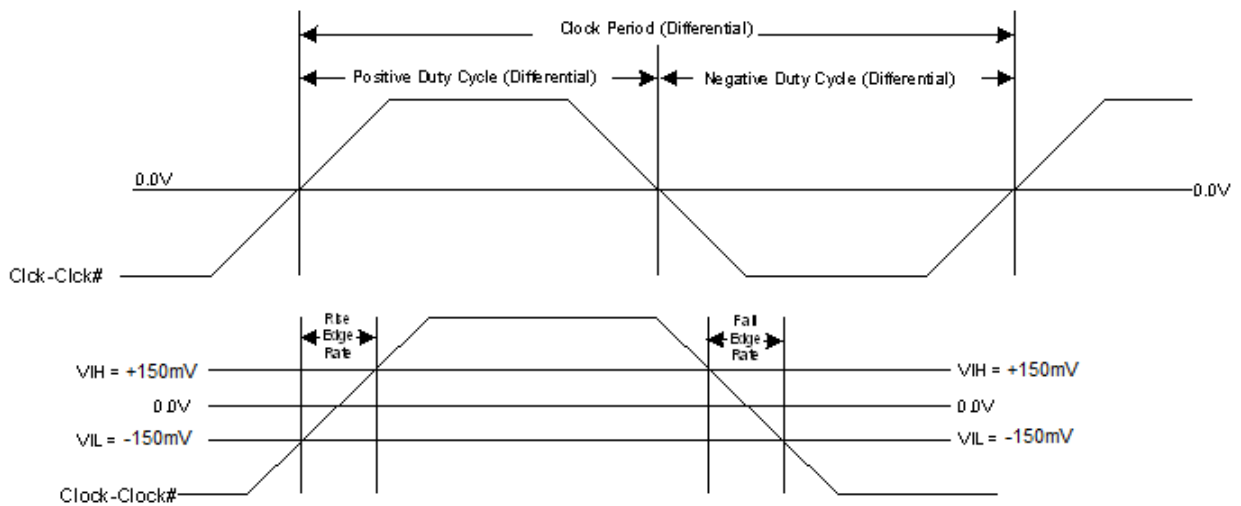 Clock Period (Differential)
Positive Duty Cycle (Differential)
Negative Duty Cycle (Differential)
0.0V
0.0V
Clck-Clck#
Rise
Edge
Rate
Fall
Edge
Rate
VIH = +150mV
VIH = +150mV
0.0V
0.0V
VIL = -150mV
VIL = -150mV
Clock-Clock#